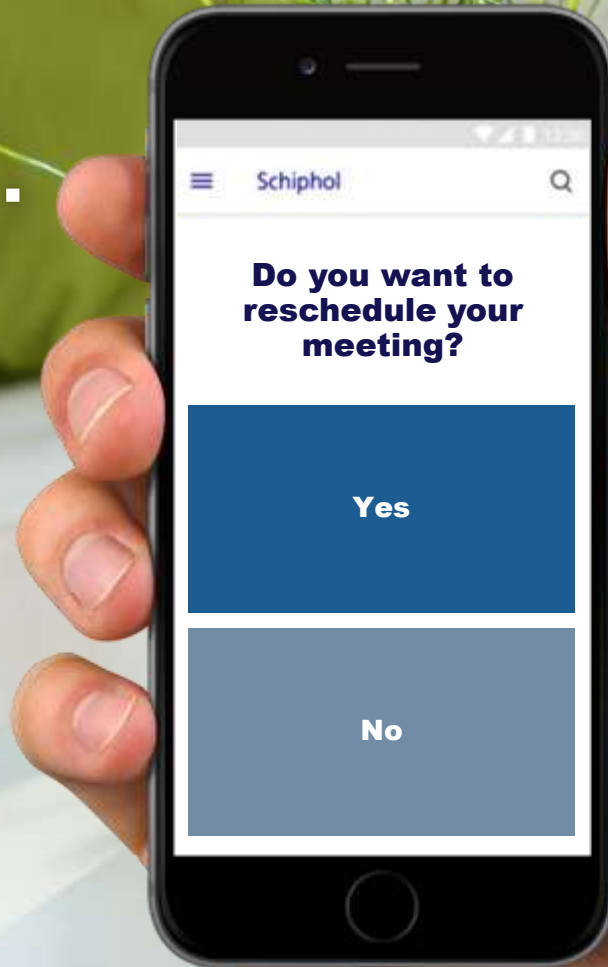 Schiphol
Do you want to
reschedule your
meeting?
Yes
No